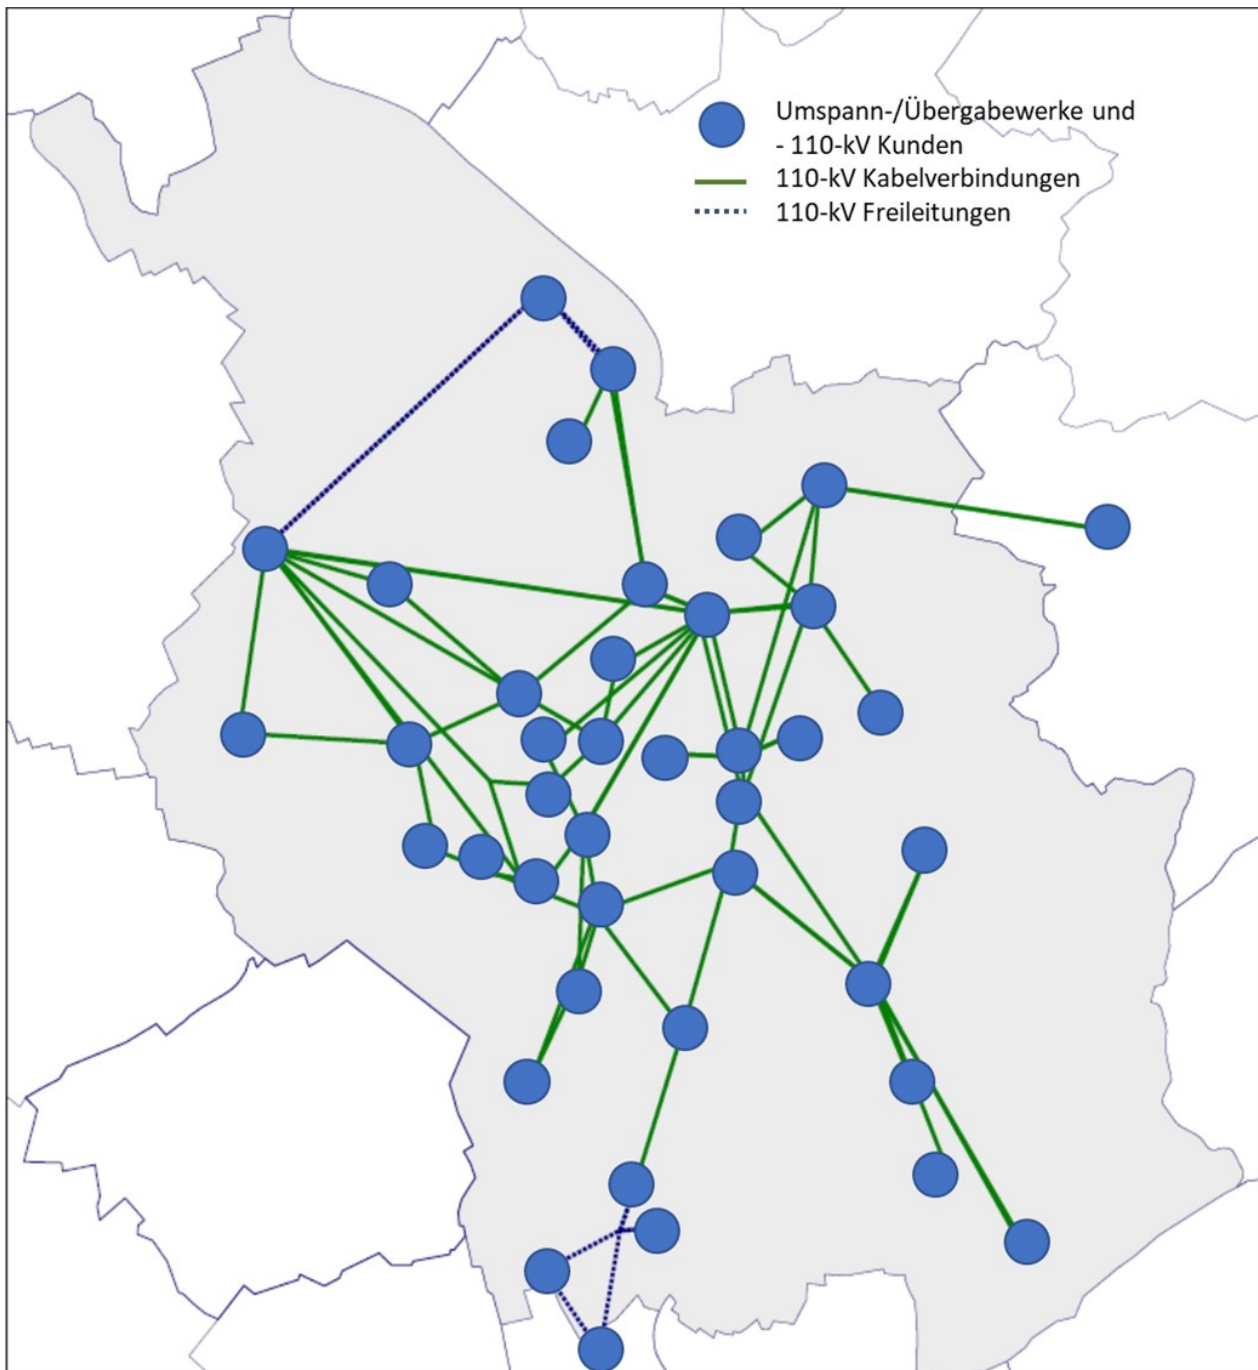 Umspann-/Übergabewerke und
- 110-kV Kunden
110-kV Kabelverbindungen
110-kV Freileitungen